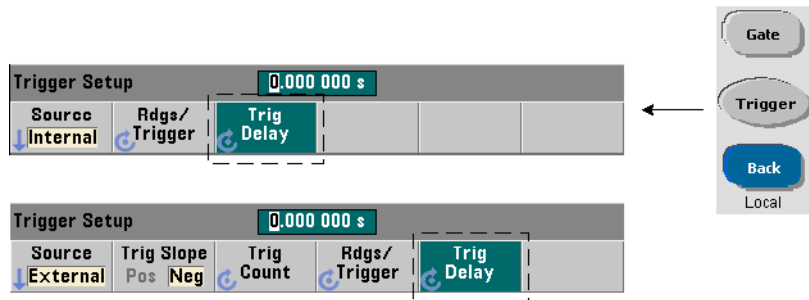 Gate
Trigger Setup 0.000 000 s
Source Rdgs/ Trig
Internal Trigger Delay
Trigger
Back
Local
Trigger Setup 0.000 000 s
Source Trig Slope Trig Rdgs/ Trig
External Pos Neg Count Trigger Delay